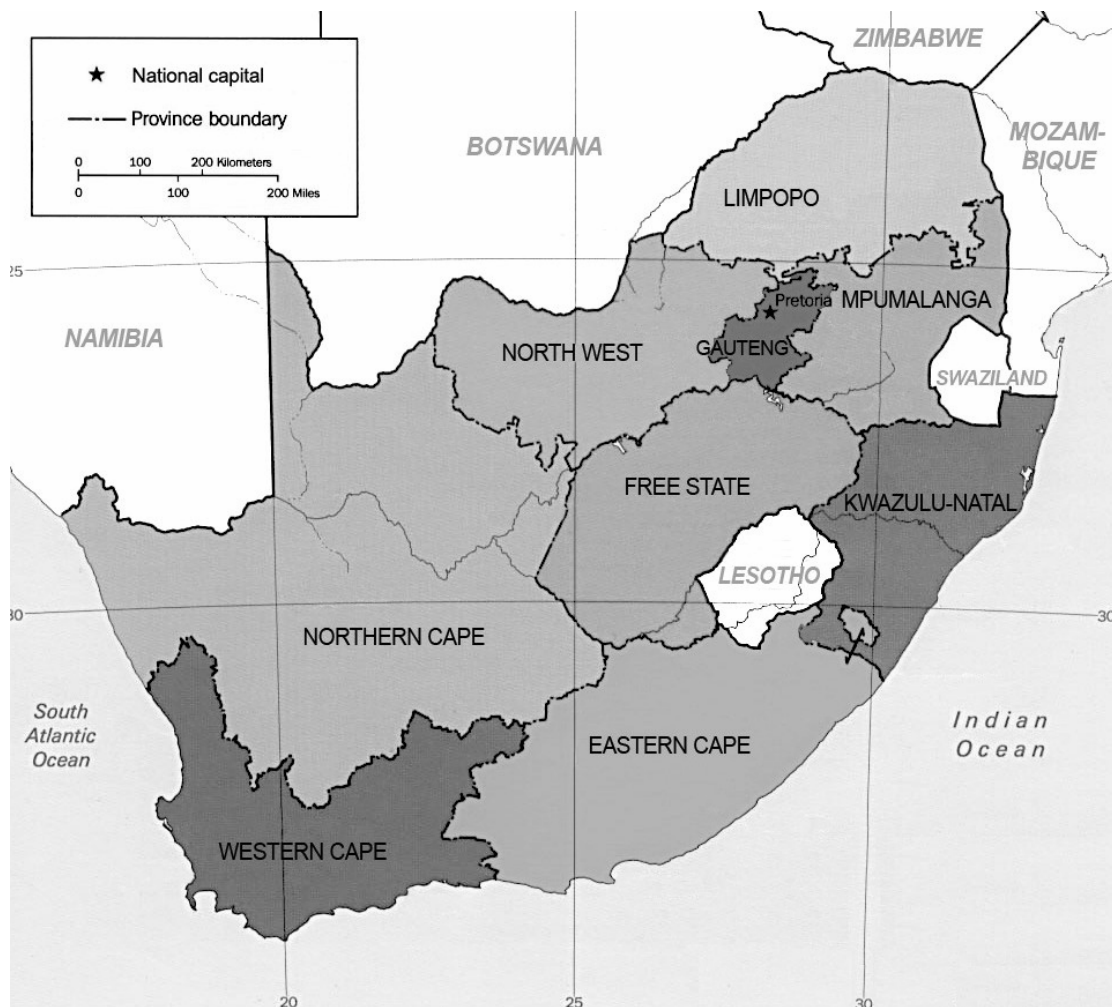 ZIMBABWE
National capital
Province boundary
0 100 200 Kilometers
0 100 200 Miles
BOTSWANA
MOZAM-
BIQUE
LIMPOPO
25
Pretoria
MPUMALANGA
NAMIBIA
NORTH WEST
GAUTENG
SWAZILAND
FREE STATE
KWAZULU-NATAL
LESOTHO
30
30
NORTHERN CAPE
South
Atlantic
Ocean
Indian
Ocean
EASTERN CAPE
WESTERN CAPE
20
25
30